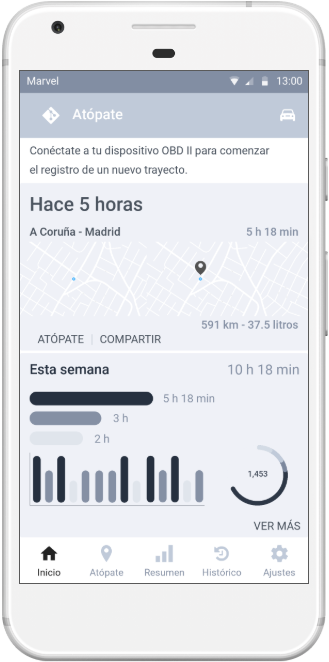 Marvel 13:00
Atópate
Conéctate a tu dispositivo OBD II para comenzar
el registro de un nuevo trayecto.
Hace 5 horas
A Coruña - Madrid 5 h 18 min
591 km - 37.5 litros
ATÓPATE COMPARTIR
Esta semana 10 h 18 min
5 h 18 min
3 h
2 h
1,453
VER MÁS
Inicio Atópate Resumen Histórico Ajustes